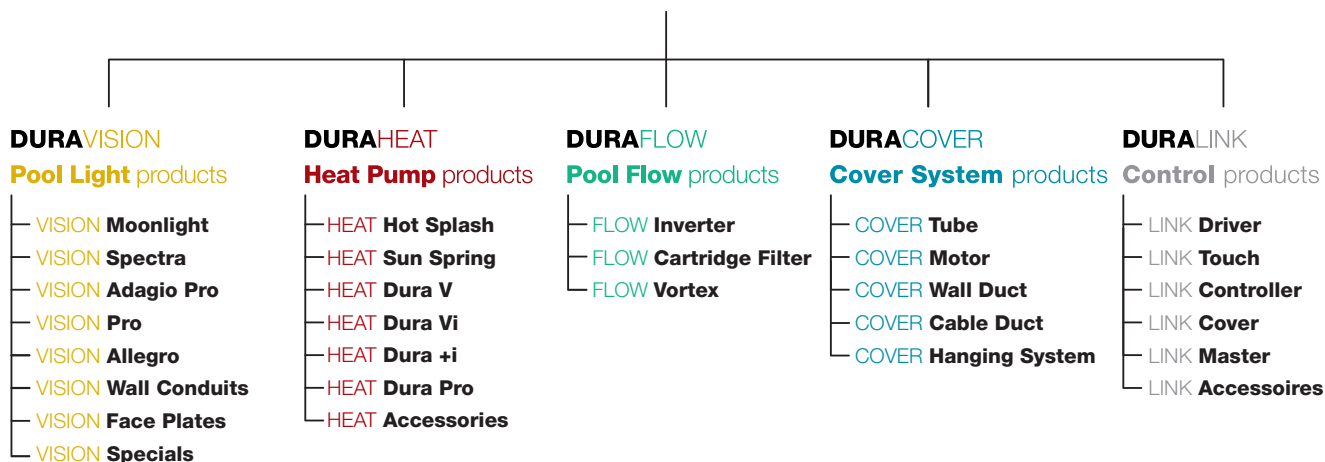 DURAVISION
Pool Light products
VISION Moonlight
VISION Spectra
VISION Adagio Pro
VISION Pro
VISION Allegro
VISION Wall Conduits
VISION Face Plates
VISION Specials
DURAHEAT
Heat Pump products
HEAT Hot Splash
HEAT Sun Spring
HEAT Dura V
HEAT Dura Vi
HEAT Dura +i
HEAT Dura Pro
HEAT Accessories
DURAFLOW
Pool Flow products
FLOW Inverter
FLOW Cartridge Filter
FLOW Vortex
DURACOVER
Cover System products
COVER Tube
COVER Motor
COVER Wall Duct
COVER Cable Duct
COVER Hanging System
DURALINK
Control products
LINK Driver
LINK Touch
LINK Controller
LINK Cover
LINK Master
LINK Accessoires